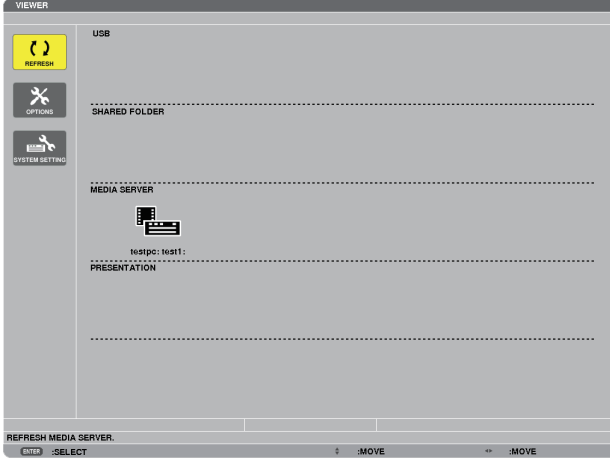 VIEWER
USB
REFRESH
OPTIONS
SHARED FOLDER
SYSTEM SETTING
MEDIA SERVER
testpc: test1:
PRESENTATION
REFRESH MEDIA SERVER.
ENTER :SELECT :MOVE :MOVE